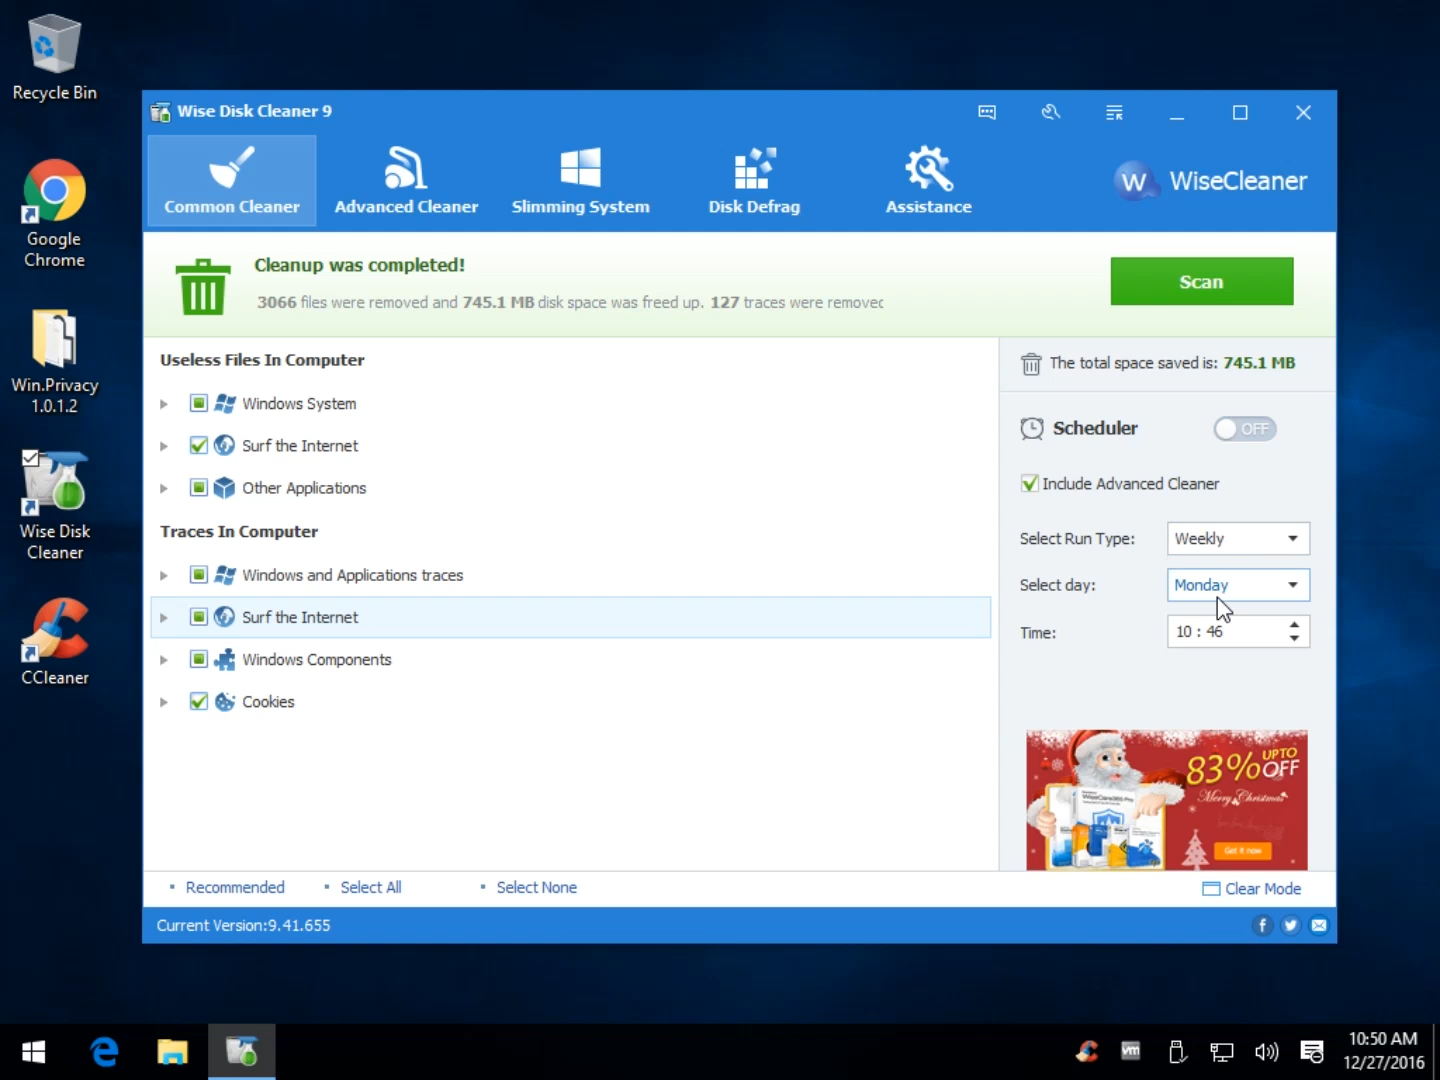 Recycle Bin
Google
Chrome
Win.Privacy
1.0.1.2
Wise Disk
Cleaner
CCleaner
Wise Disk Cleaner 9
Common Cleaner
Advanced Cleaner
Slimming System
Disk Defrag
Assistance
W WiseCleaner
Cleanup was completed!
3066 files were removed and 745.1 MB disk space was freed up. 127 traces were removec
Scan
Useless Files In Computer
Windows System
Surf the Internet
Other Applications
Traces In Computer
Windows and Applications traces
Surf the Internet
Windows Components
Cookies
The total space saved is: 745.1 MB
Scheduler OFF
Include Advanced Cleaner
Select Run Type: Weekly
Select day: Monday
Time: 10 : 46
83% UPTO OFF
Merry Christmas
Get it now
Recommended
Select All
Select None
Clear Mode
Current Version:9.41.655
10:50 AM
12/27/2016